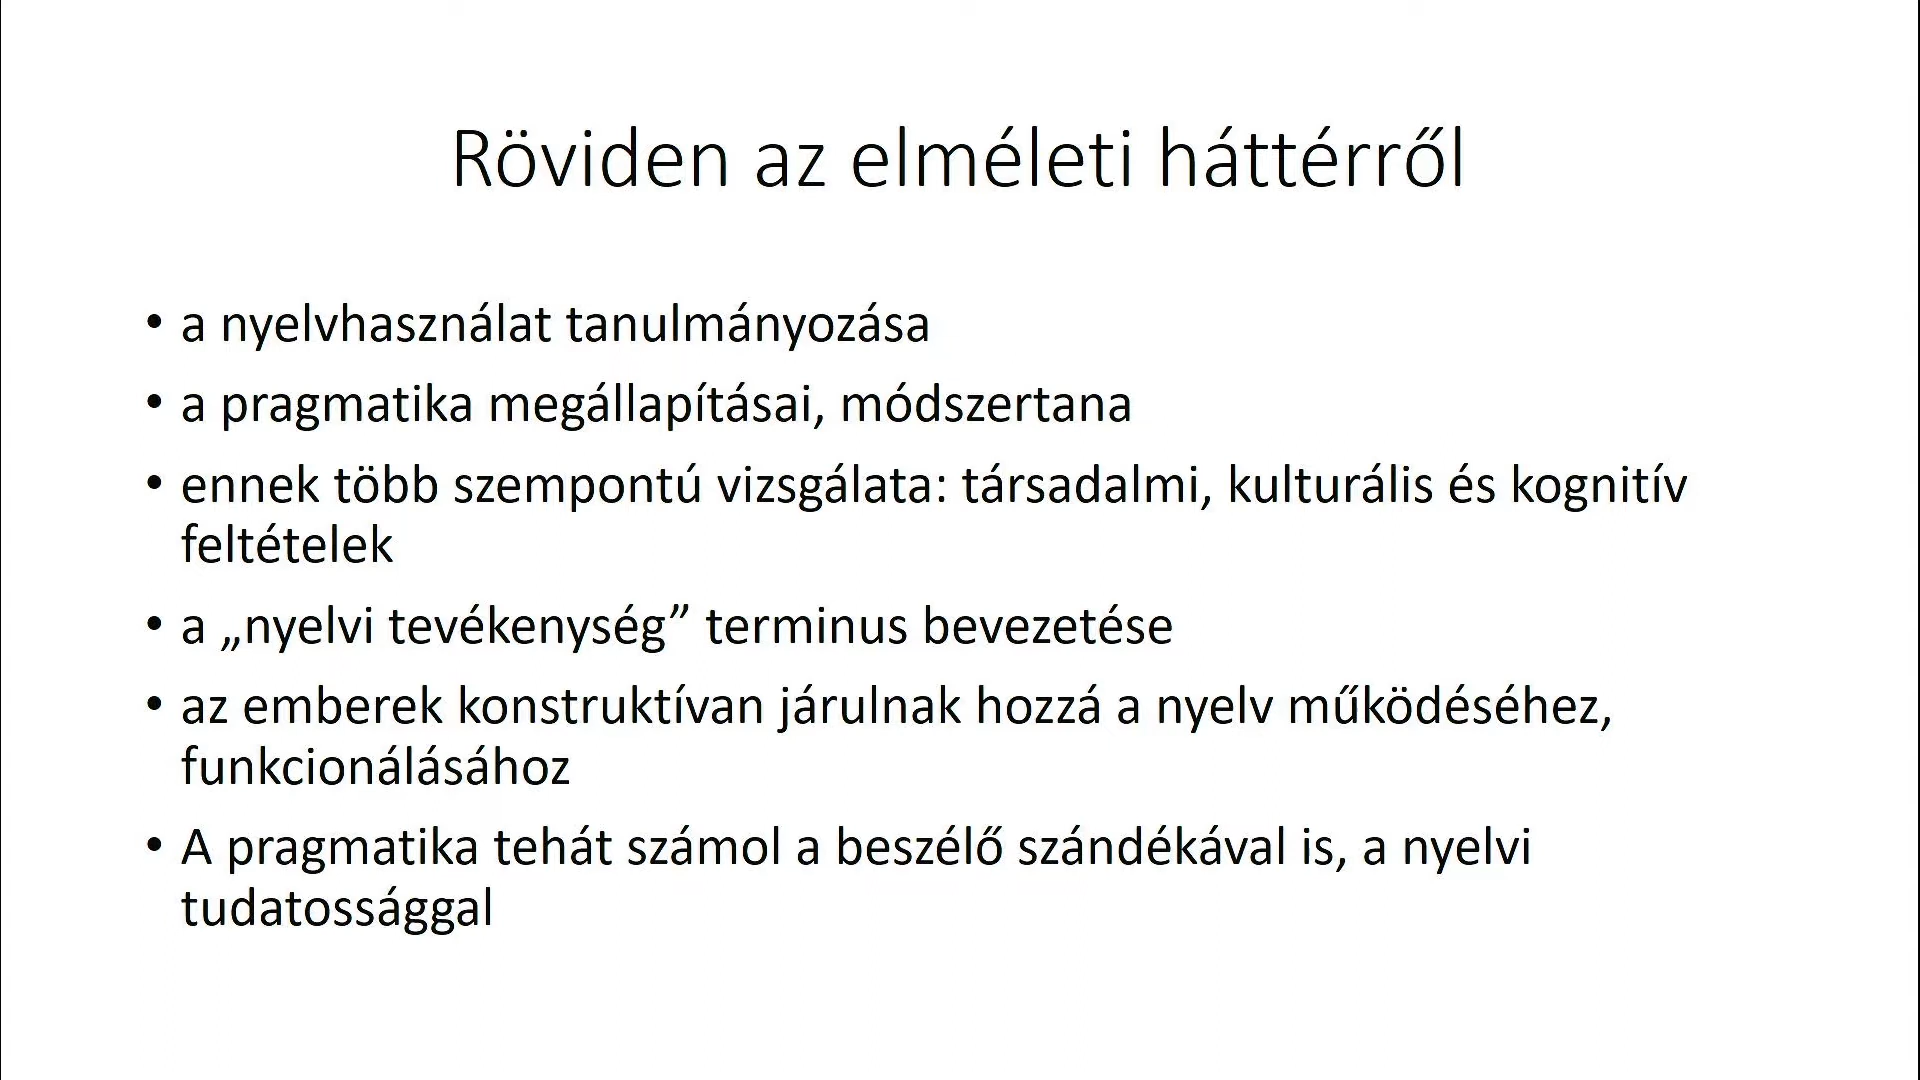 Röviden az elméleti háttérről
• a nyelvhasználat tanulmányozása
• a pragmatika megállapításai, módszertana
• ennek több szempontú vizsgálata: társadalmi, kulturális és kognitív
feltételek
• a „nyelvi tevékenység” terminus bevezetése
• az emberek konstruktívan járulnak hozzá a nyelv működéséhez,
funkcionálásához
• A pragmatika tehát számol a beszélő szándékával is, a nyelvi
tudatossággal